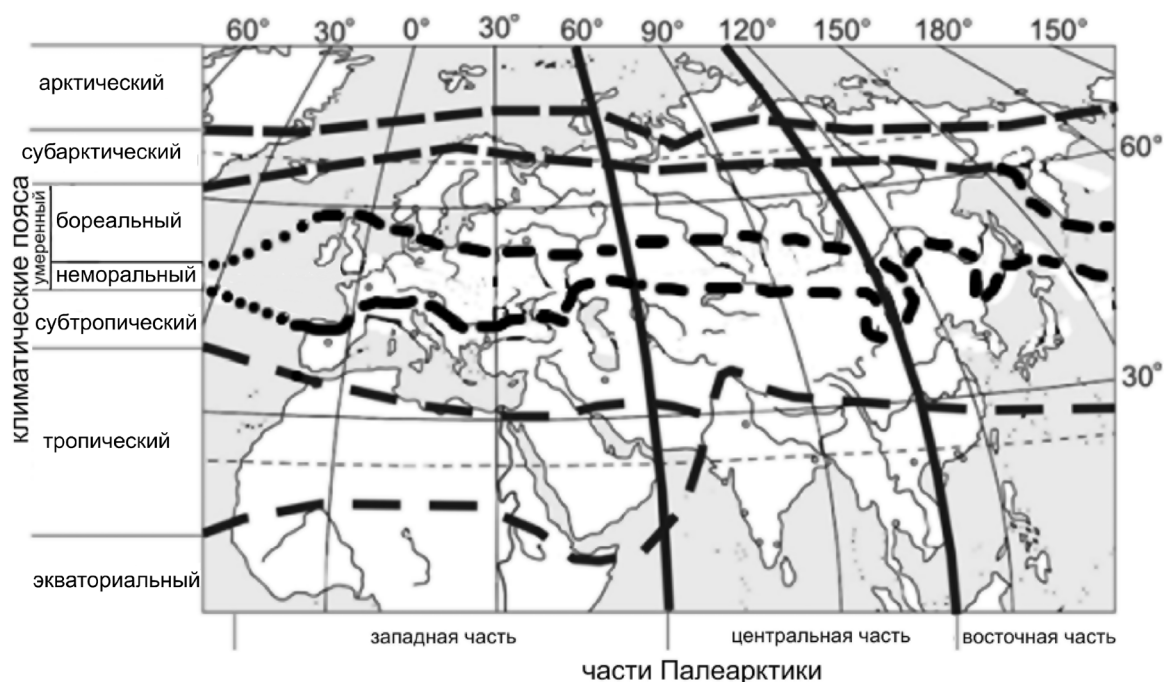 60° 30° 0° 30° 60° 90° 120° 150° 180° 150°
арктический
субарктический
60°
бореальный
умеренный
неморальный
климатические пояса
субтропический
30°
тропический
экваториальный
западная часть центральная часть восточная часть
части Палеарктики